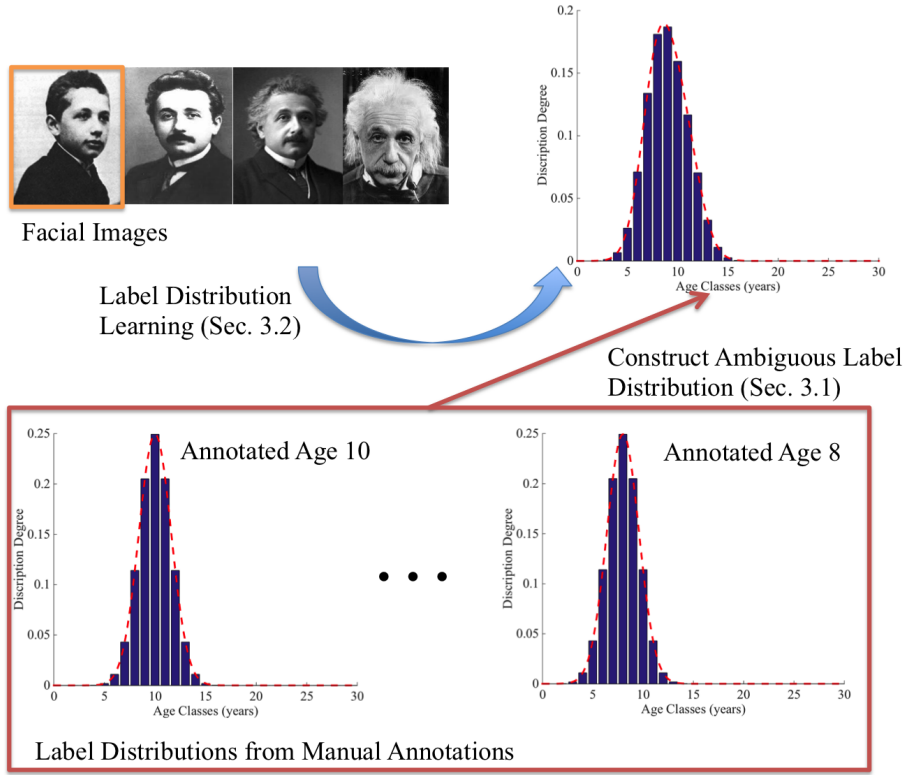 0.2
0.15
0.1
0.05
0
Discription Degree
0 5 10 15 20 25 30
Age Classes (years)
Facial Images
Label Distribution
Learning (Sec. 3.2)
Construct Ambiguous Label
Distribution (Sec. 3.1)
0.25
0.2
0.15
0.1
0.05
0
Discription Degree
Annotated Age 10
0 5 10 15 20 25 30
Age Classes (years)
0.25
0.2
0.15
0.1
0.05
0
Discription Degree
Annotated Age 8
0 5 10 15 20 25 30
Age Classes (years)
Label Distributions from Manual Annotations